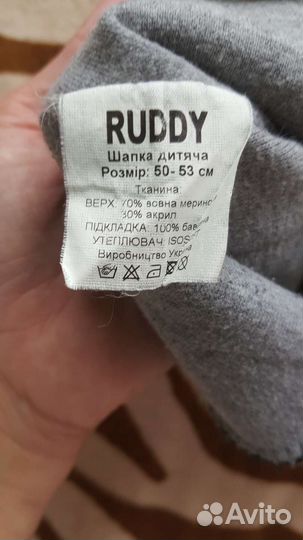 RUDDY
Шапка дитяча
Розмір: 50- 53 см
Тканина:
ВЕРХ: 70% вовна мерино
30% акрил
ПІДКЛАДКА: 100% бав
УТЕПЛЮВАЧ: ISOS
Виробництво Укра
Avito